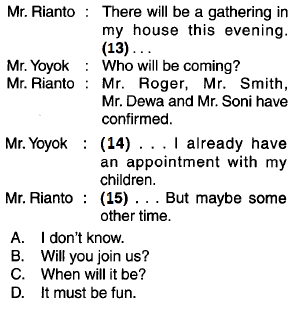 Mr. Rianto : There will be a gathering in
my house this evening.
(13) . . .
Mr. Yoyok : Who will be coming?
Mr. Rianto : Mr. Roger, Mr. Smith,
Mr. Dewa and Mr. Soni have
confirmed.
Mr. Yoyok : (14) . . . I already have
an appointment with my
children.
Mr. Rianto : (15) . . . But maybe some
other time.
A. I don't know.
B. Will you join us?
C. When will it be?
D. It must be fun.